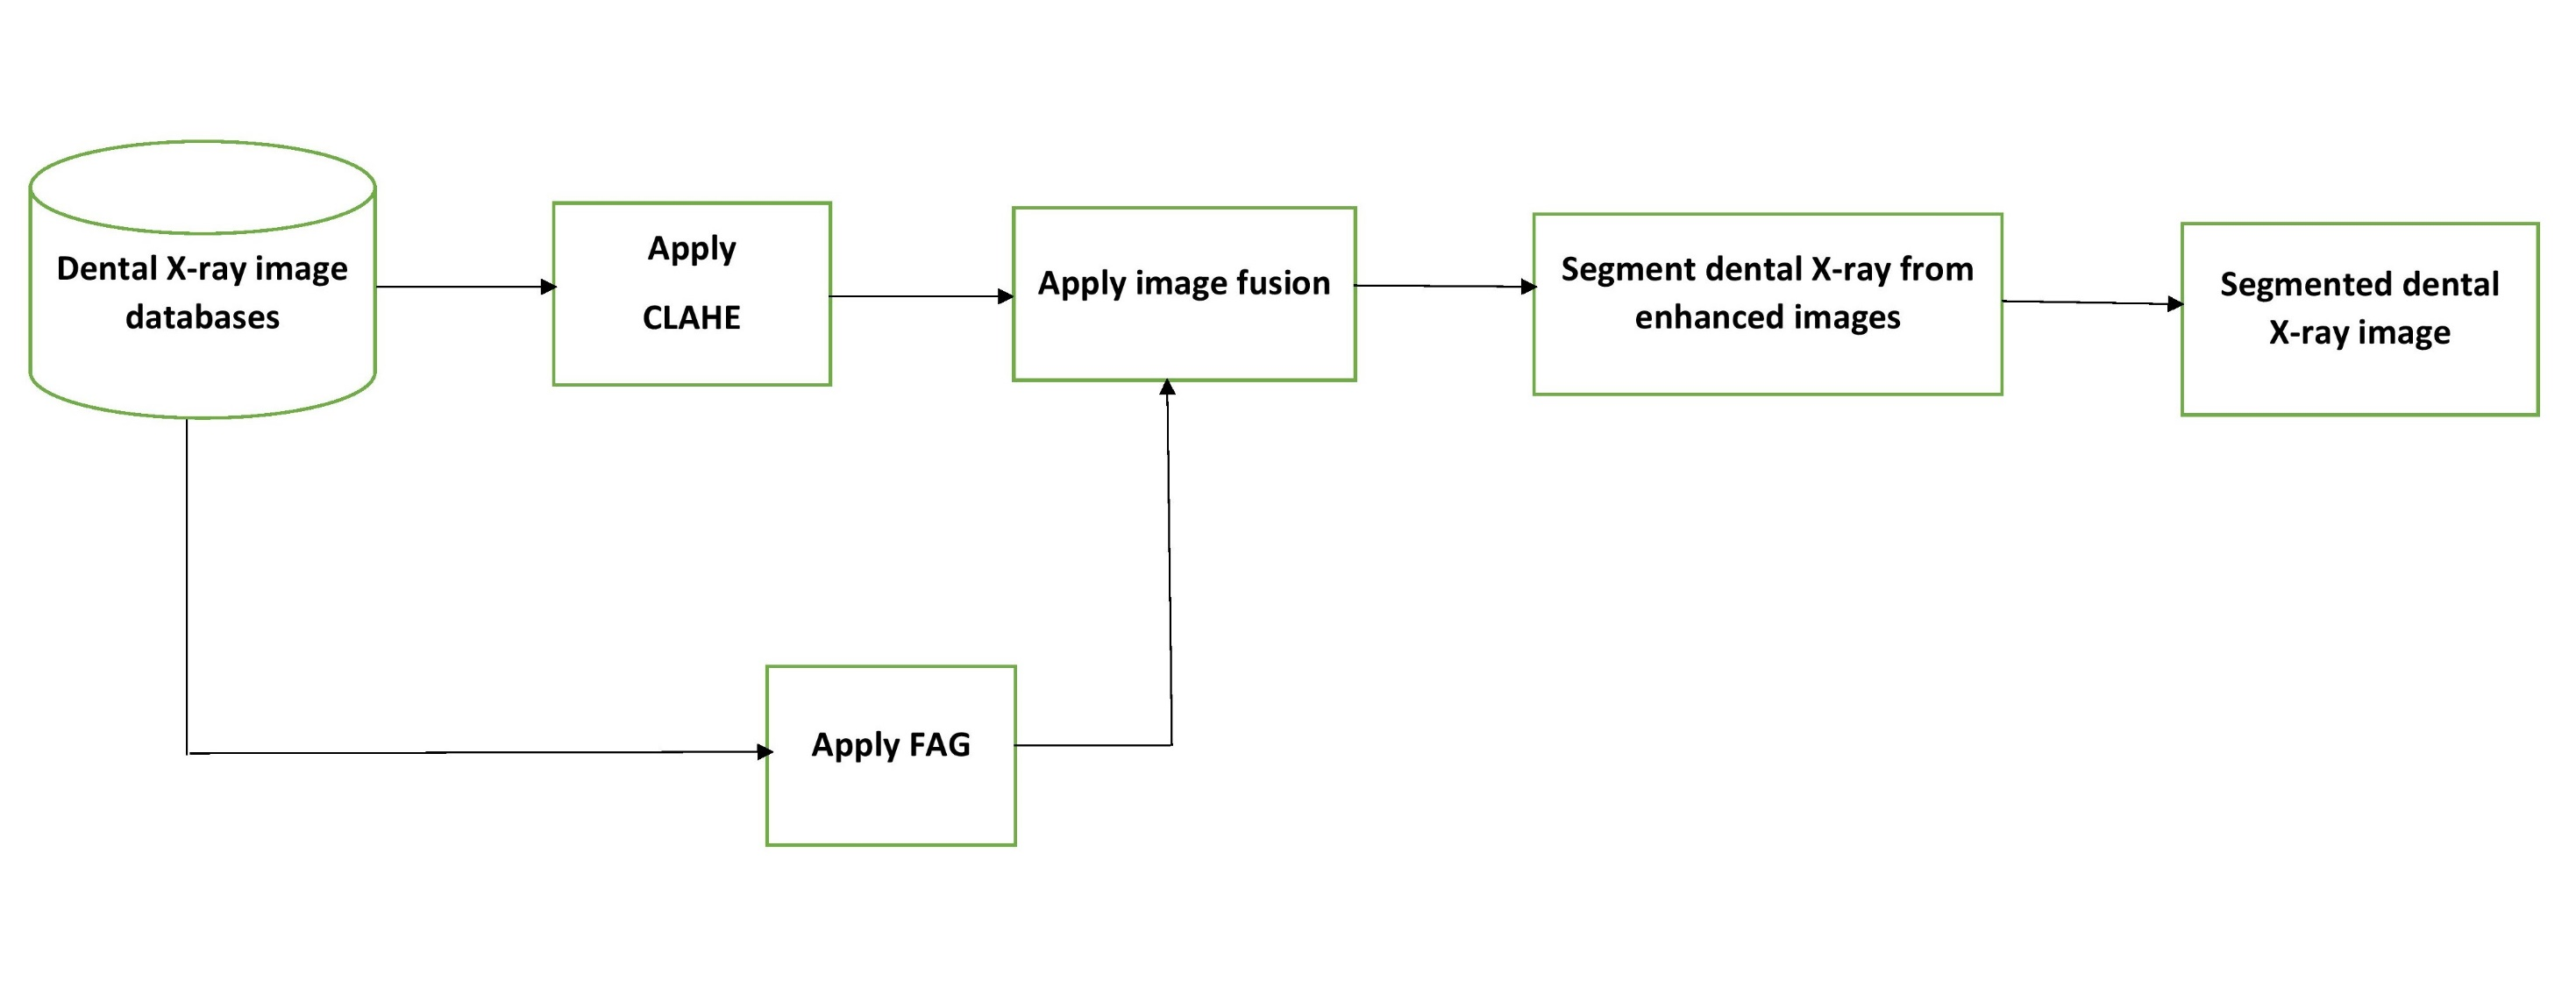 Dental X-ray image
databases
Apply
CLAHE
Apply image fusion
Segment dental X-ray from
enhanced images
Segmented dental
X-ray image
Apply FAG